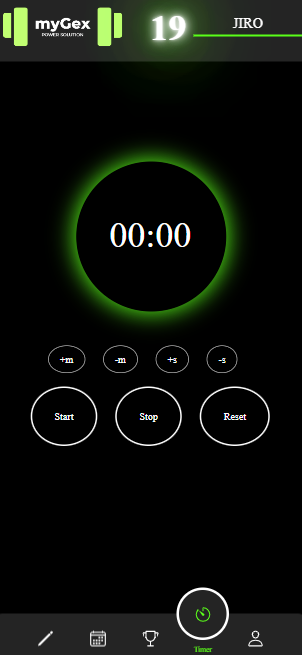 myGex
POWER SOLUTION
19
JIRO
00:00
+m
-m
+s
-s
Start
Stop
Reset
Timer